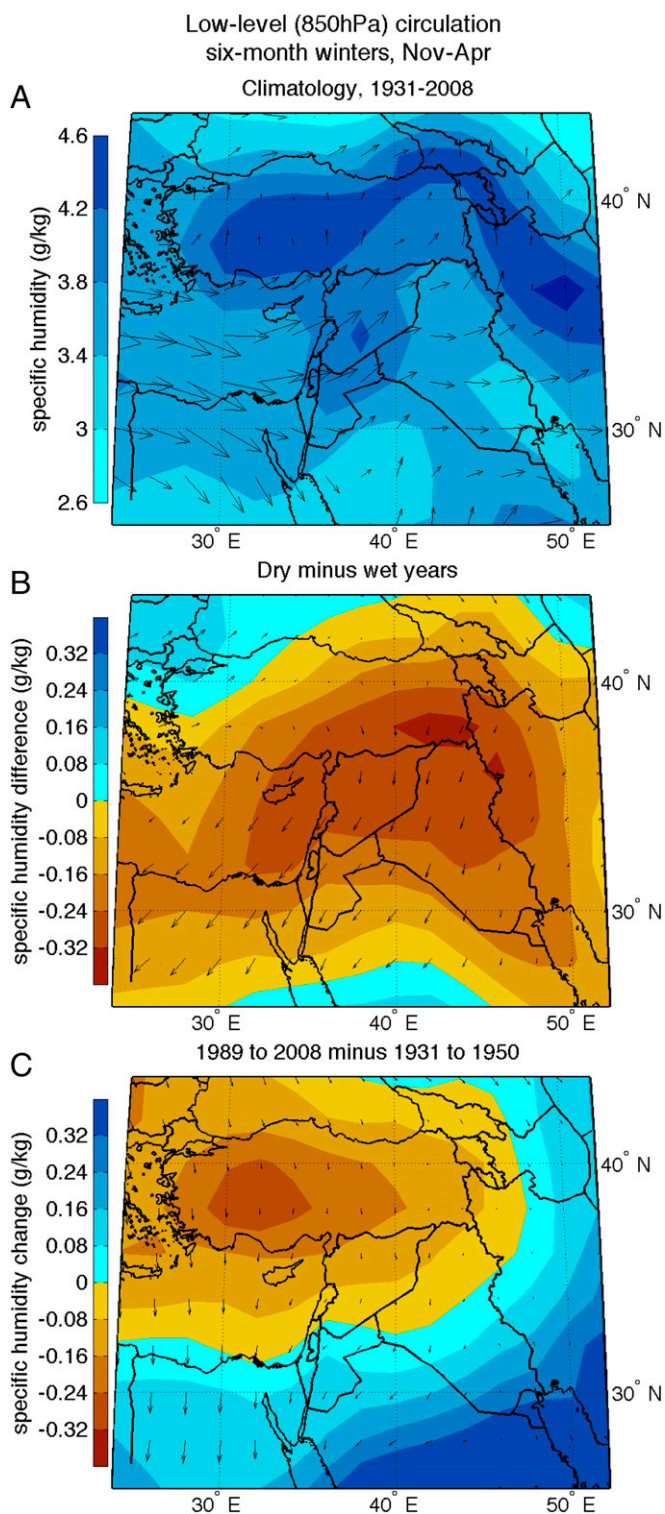 Low-level (850hPa) circulation
six-month winters, Nov-Apr
A
Climatology, 1931-2008
4.6
4.2
3.8
3.4
3
2.6
specific humidity (g/kg)
40° N
30° N
30° E
40° E
50° E
B
Dry minus wet years
0.32
0.24
0.16
0.08
0
-0.08
-0.16
-0.24
-0.32
specific humidity difference (g/kg)
40° N
30° N
30° E
40° E
50° E
C
1989 to 2008 minus 1931 to 1950
0.32
0.24
0.16
0.08
0
-0.08
-0.16
-0.24
-0.32
specific humidity change (g/kg)
40° N
30° N
30° E
40° E
50° E